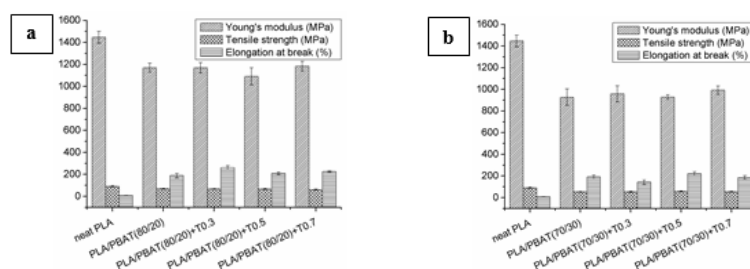 a
1600
1400
1200
1000
800
600
400
200
0
Young's modulus (MPa)
Tensile strength (MPa)
Elongation at break (%)
neat PLA
PLA/PBAT(80/20)
PLA/PBAT(80/20)+T0.3
PLA/PBAT(80/20)+T0.5
PLA/PBAT(80/20)+T0.7
b
1600
1400
1200
1000
800
600
400
200
0
Young's modulus (MPa)
Tensile strength (MPa)
Elongation at break (%)
neat PLA
PLA/PBAT(70/30)
PLA/PBAT(70/30)+T0.3
PLA/PBAT(70/30)+T0.5
PLA/PBAT(70/30)+T0.7